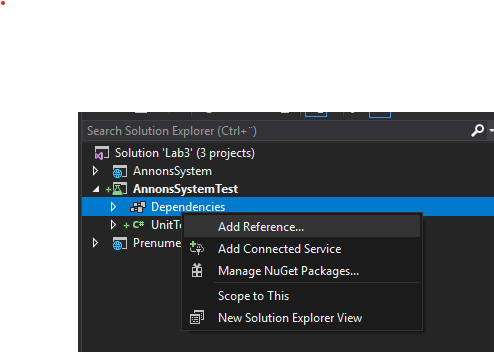 Search Solution Explorer (Ctrl+¨)
Solution 'Lab3' (3 projects)
AnnonsSystem
AnnonsSystemTest
Dependencies
Add Reference...
C# UnitTe
Add Connected Service
Prenume
Manage NuGet Packages...
Scope to This
New Solution Explorer View